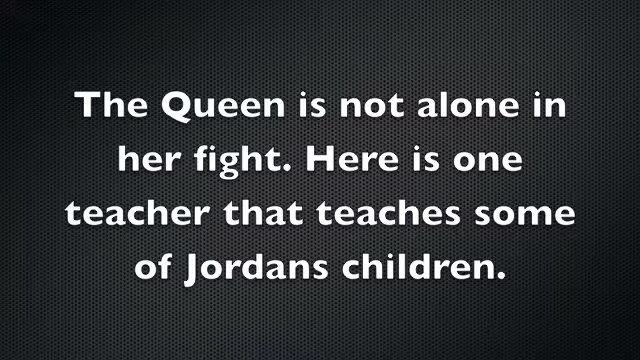 The Queen is not alone in
her fight. Here is one
teacher that teaches some
of Jordans children.